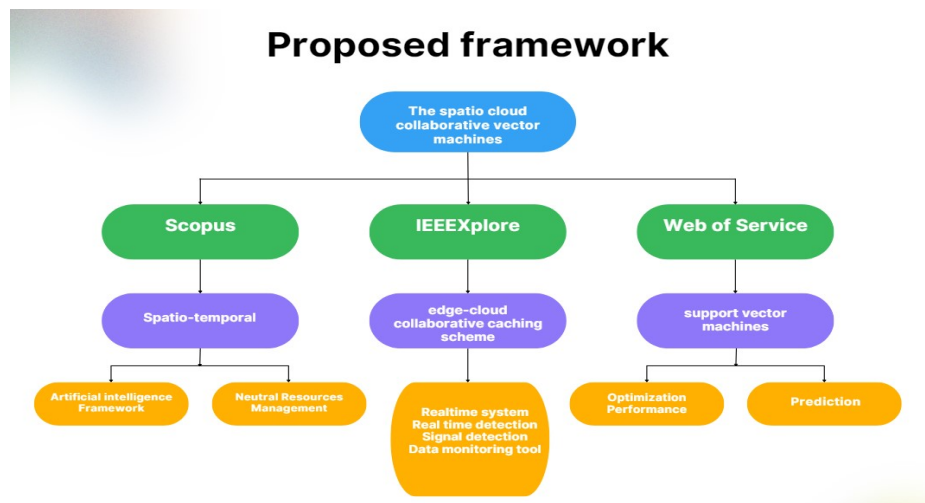 Proposed framework
The spatio cloud
collaborative vector
machines
Scopus
IEEEXplore
Web of Service
Spatio-temporal
edge-cloud
collaborative caching
scheme
support vector
machines
Artificial intelligence
Framework
Neutral Resources
Management
Realtime system
Real time detection
Signal detection
Data monitoring tool
Optimization
Performance
Prediction